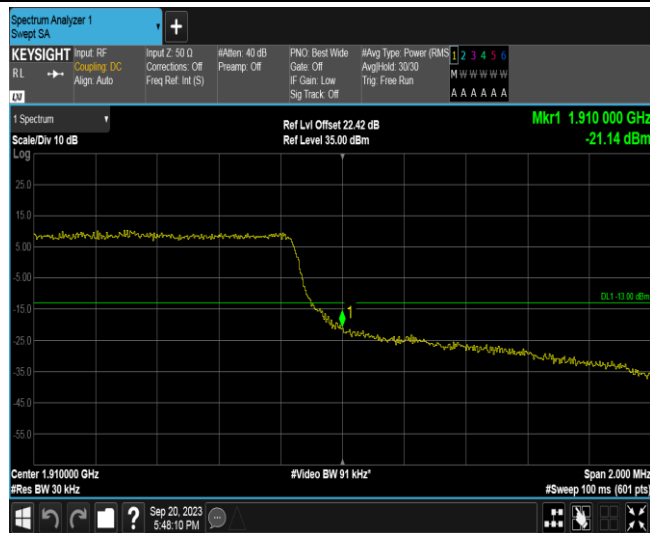 Spectrum Analyzer 1
Swept SA
+
KEYSIGHT
RL
LXI
Input: RF
Coupling: DC
Align: Auto
Input Z: 50 Ω
Corrections: Off
Freq Ref: Int (S)
#Atten: 40 dB
Preamp: Off
PNO: Best Wide
Gate: Off
IF Gain: Low
Sig Track: Off
#Avg Type: Power (RMS
Avg|Hold: 30/30
Trig: Free Run
1 2 3 4 5 6
M W W W W W
A A A A A A
1 Spectrum
Scale/Div 10 dB
Log
Ref Lvl Offset 22.42 dB
Ref Level 35.00 dBm
Mkr1 1.910 000 GHz
-21.14 dBm
25.0
15.0
5.00
-5.00
-15.0
-25.0
-35.0
-45.0
-55.0
DL1 -13.00 dBm
1
Center 1.910000 GHz
#Res BW 30 kHz
#Video BW 91 kHz*
Span 2.000 MHz
#Sweep 100 ms (601 pts)
?
Sep 20, 2023
5:48:10 PM